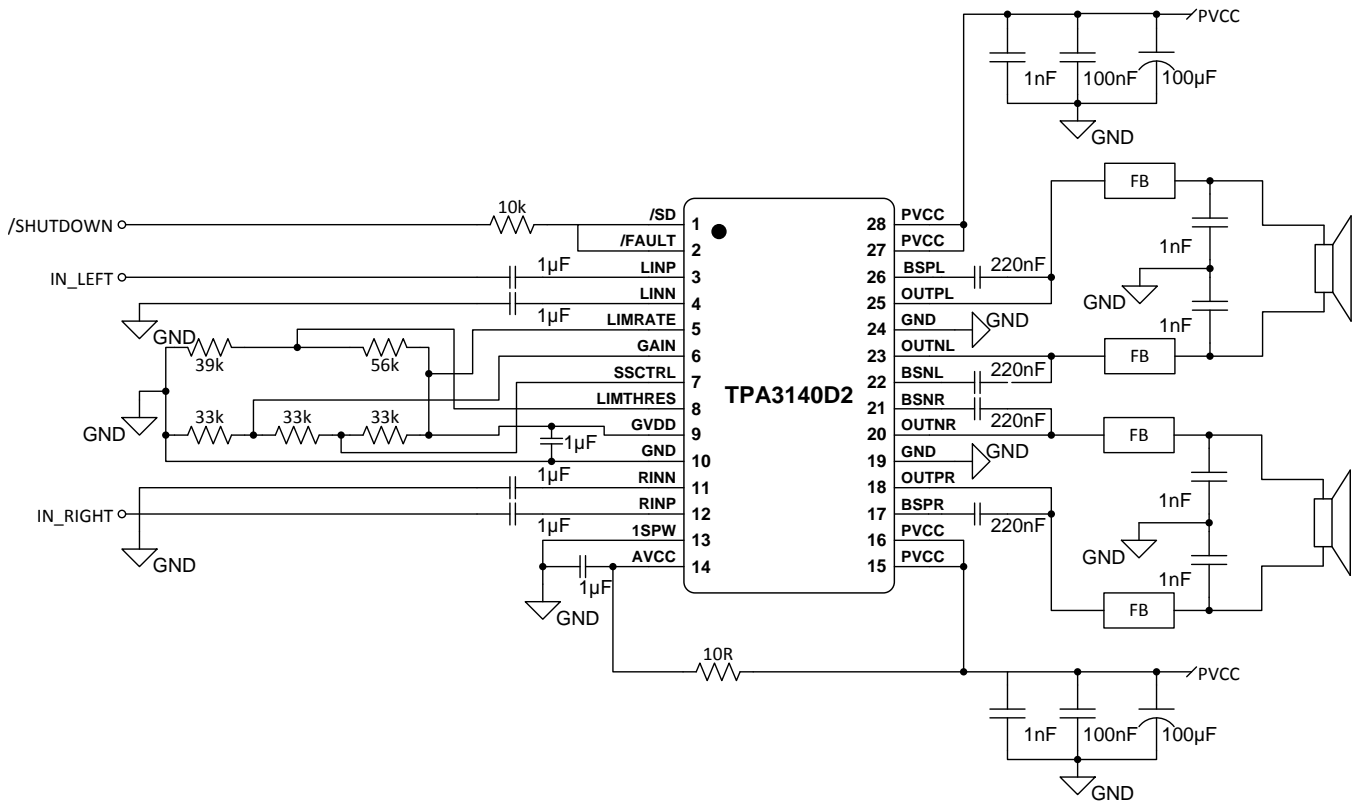 PVCC
1nF
100nF
100µF
GND
FB
1nF
GND
1nF
FB
/SHUTDOWN
10k
/SD
1
/FAULT
2
IN_LEFT
1µF
LINP
3
LINN
4
GND
1µF
LIMRATE
5
39k
56k
GAIN
6
SSCTRL
7
LIMTHRES
8
GND
33k
33k
33k
GVDD
9
1µF
GND
10
1µF
RINN
11
IN_RIGHT
RINP
12
1µF
GND
1SPW
13
AVCC
14
1µF
GND
TPA3140D2
28
PVCC
27
PVCC
26
BSPL
220nF
25
OUTPL
24
GND
GND
23
OUTNL
220nF
22
BSNL
21
BSNR
220nF
20
OUTNR
19
GND
GND
18
OUTPR
17
BSPR
220nF
16
PVCC
15
PVCC
FB
1nF
GND
1nF
FB
10R
PVCC
1nF
100nF
100µF
GND